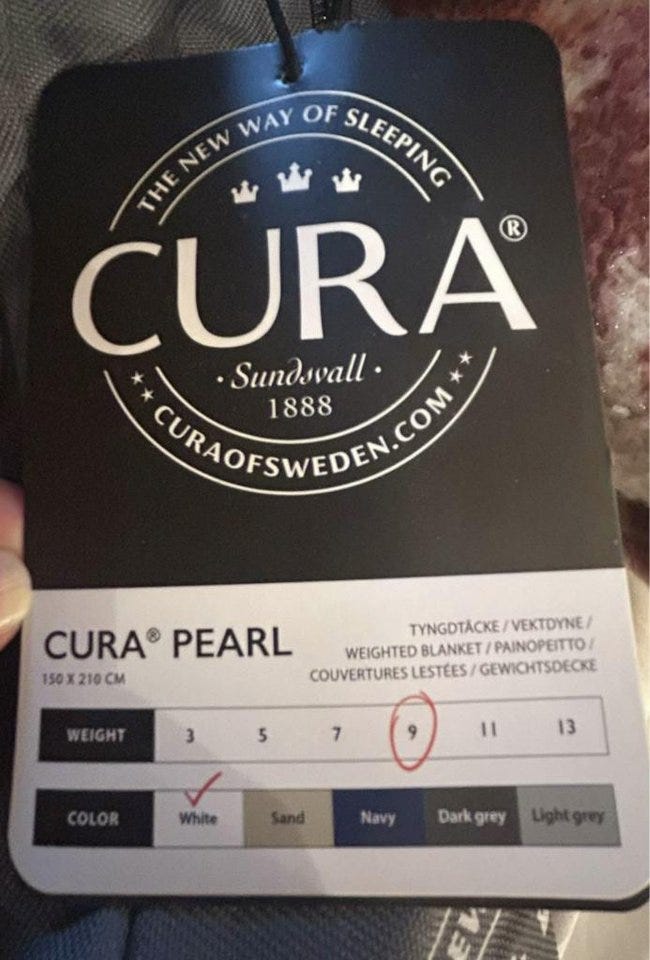 THE NEW WAY OF SLEEPING
CURA®
· Sundsvall ·
1888
CURAOFSWEDEN.COM
CURA® PEARL
150 X 210 CM
TYNGDTÄCKE / VEKTDYNE /
WEIGHTED BLANKET / PAINOPEITTO /
COUVERTURES LESTÉES / GEWICHTSDECKE
WEIGHT 3 5 7 9 11 13
COLOR White Sand Navy Dark grey Light grey